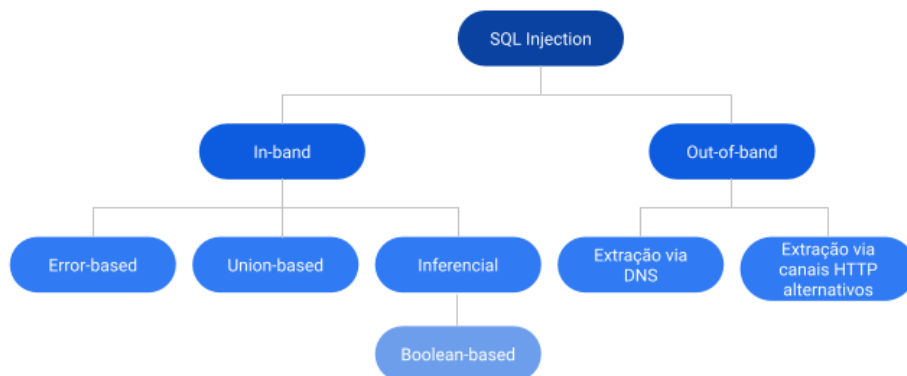 SQL Injection
In-band
Out-of-band
Error-based
Union-based
Inferencial
Extração via
DNS
Extração via
canais HTTP
alternativos
Boolean-based